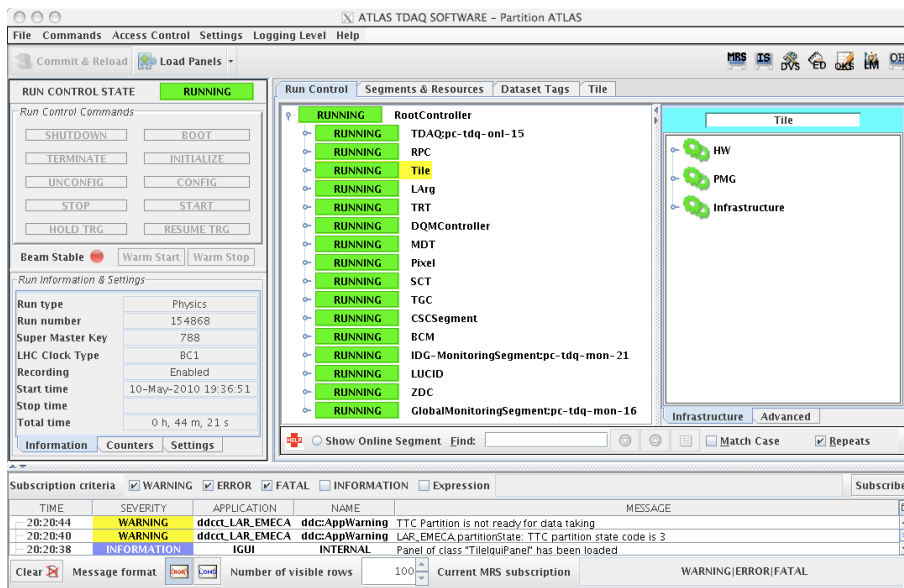 ATLAS TDAQ SOFTWARE – Partition ATLAS
File Commands Access Control Settings Logging Level Help
Commit & Reload Load Panels MRS IS DVS ED OKS EM OH
RUN CONTROL STATE RUNNING
Run Control Commands
SHUTDOWN BOOT
TERMINATE INITIALIZE
UNCONFIG CONFIG
STOP START
HOLD TRG RESUME TRG
Beam Stable Warm Start Warm Stop
Run Information & Settings
Run type Physics
Run number 154868
Super Master Key 788
LHC Clock Type BC1
Recording Enabled
Start time 10-May-2010 19:36:51
Stop time
Total time 0 h, 44 m, 21 s
Information Counters Settings
Run Control Segments & Resources Dataset Tags Tile
RUNNING RootController
RUNNING TDAQ:pc-tdq-onl-15
RUNNING RPC
RUNNING Tile
RUNNING LArg
RUNNING TRT
RUNNING DQMController
RUNNING MDT
RUNNING Pixel
RUNNING SCT
RUNNING TGC
RUNNING CSCSegment
RUNNING BCM
RUNNING IDG-MonitoringSegment:pc-tdq-mon-21
RUNNING LUCID
RUNNING ZDC
RUNNING GlobalMonitoringSegment:pc-tdq-mon-16
Tile
HW
PMG
Infrastructure
Infrastructure Advanced
HELP Show Online Segment Find: Match Case Repeats
Subscription criteria WARNING ERROR FATAL INFORMATION Expression Subscribe
TIME SEVERITY APPLICATION NAME MESSAGE
20:20:44 WARNING ddcct_LAR_EMECA ddc::AppWarning TTC Partition is not ready for data taking
20:20:40 WARNING ddcct_LAR_EMECA ddc::AppWarning LAR_EMECA.partitionState: TTC partition state code is 3
20:20:38 INFORMATION IGUI INTERNAL Panel of class "TileIguiPanel" has been loaded
Clear Message format SHORT LONG Number of visible rows 100 Current MRS subscription WARNING|ERROR|FATAL